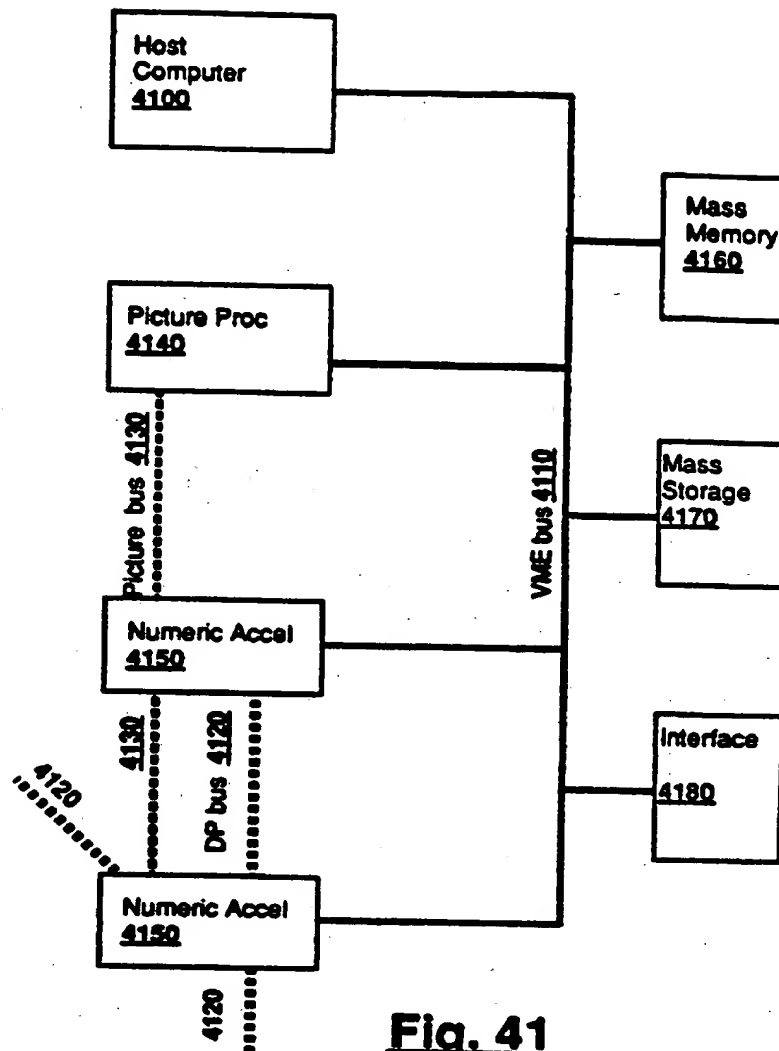 Host
Computer
4100
Mass
Memory
4160
Picture Proc
4140
Picture bus 4130
VME bus 4110
Mass
Storage
4170
Numeric Accel
4150
4130
DP bus 4120
4120
Interface
4180
Numeric Accel
4150
4120
Fig. 41